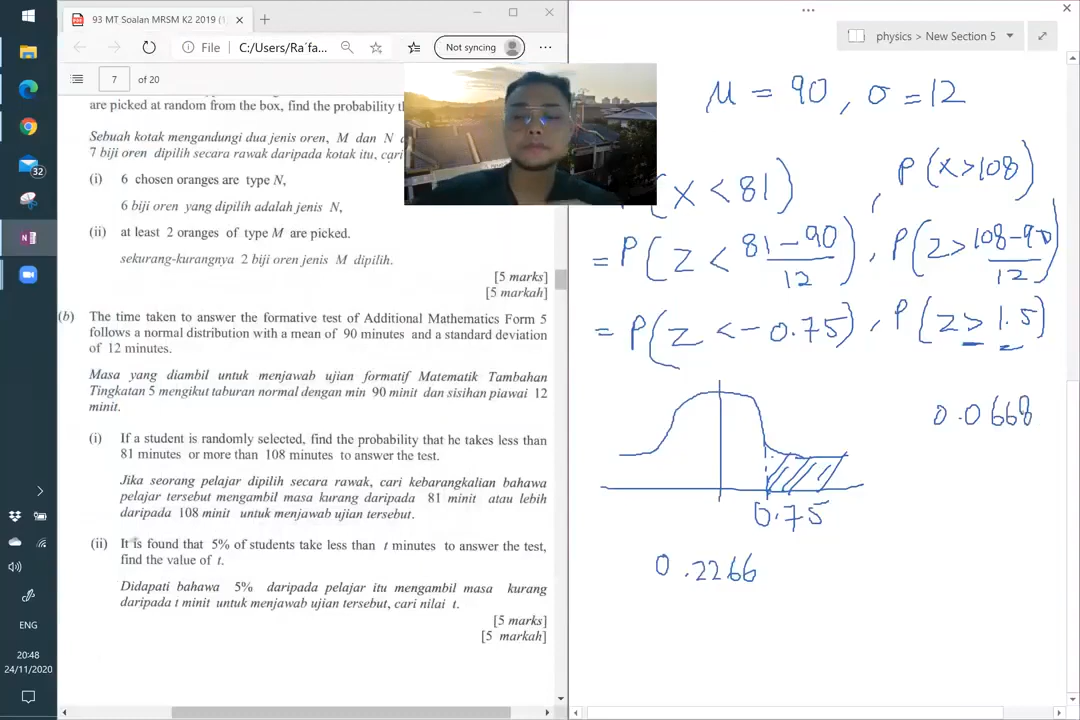 93 MT Soalan MRSM K2 2019 (
File
C:/Users/Ra´fa...
Not syncing
7 of 20
are picked at random from the box, find the probability
Sebuah kotak mengandungi dua jenis oren, M dan N
7 biji oren dipilih secara rawak daripada kotak itu, cari
(i) 6 chosen oranges are type N,
6 biji oren yang dipilih adalah jenis N,
(ii) at least 2 oranges of type M are picked.
sekurang-kurangnya 2 biji oren jenis M dipilih.
[5 marks]
[5 markah]
(b) The time taken to answer the formative test of Additional Mathematics Form 5
follows a normal distribution with a mean of 90 minutes and a standard deviation
of 12 minutes.
Masa yang diambil untuk menjawab ujian formatif Matematik Tambahan
Tingkatan 5 mengikut taburan normal dengan min 90 minit dan sisihan piawai 12
minit.
(i) If a student is randomly selected, find the probability that he takes less than
81 minutes or more than 108 minutes to answer the test.
Jika seorang pelajar dipilih secara rawak, cari kebarangkalian bahawa
pelajar tersebut mengambil masa kurang daripada 81 minit atau lebih
daripada 108 minit untuk menjawab ujian tersebut.
(ii) It is found that 5% of students take less than t minutes to answer the test,
find the value of t.
Didapati bahawa 5% daripada pelajar itu mengambil masa kurang
daripada t minit untuk menjawab ujian tersebut, cari nilai t.
[5 marks]
[5 markah]
32
ENG
20:48
24/11/2020
physics > New Section 5
μ = 90 , σ = 12
(X < 81) , P(X>108)
= P(Z < 81-90/12) , P(Z > 108-90/12)
= P(Z < -0.75) , P(Z > 1.5)
0.0668
0.75
0.2266